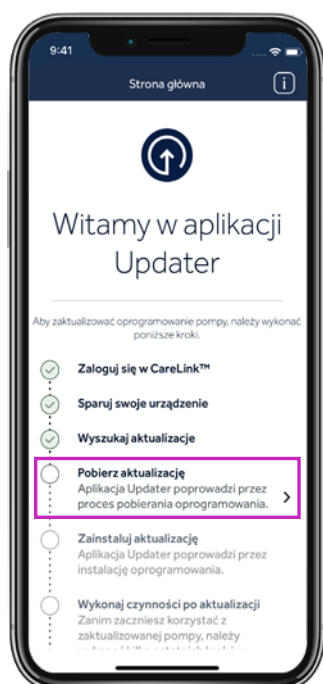 9:41
Strona główna
i
Witamy w aplikacji
Updater
Aby zaktualizować oprogramowanie pompy, należy wykonać
poniższe kroki.
Zaloguj się w CareLink™
Sparuj swoje urządzenie
Wyszukaj aktualizacje
Pobierz aktualizację
Aplikacja Updater poprowadzi przez
proces pobierania oprogramowania.
Zainstaluj aktualizację
Aplikacja Updater poprowadzi przez
instalację oprogramowania.
Wykonaj czynności po aktualizacji
Zanim zaczniesz korzystać z
zaktualizowanej pompy, należy